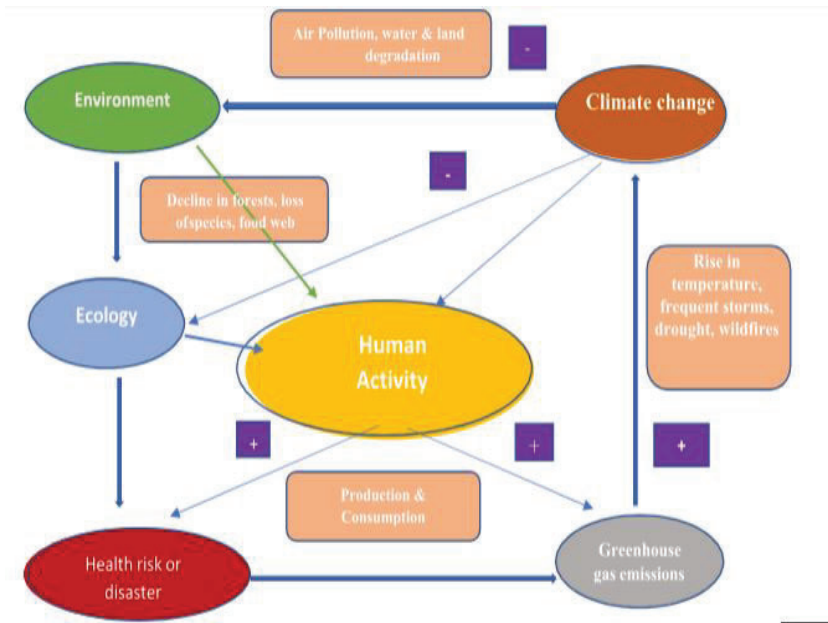 Air Pollution, water & land
degradation
-
Environment
Climate change
-
Decline in forests, loss
ofspecies, food web
Rise in
temperature,
frequent storms,
drought, wildfires
Ecology
Human
Activity
+
+
+
Production &
Consumption
Health risk or
disaster
Greenhouse
gas emissions